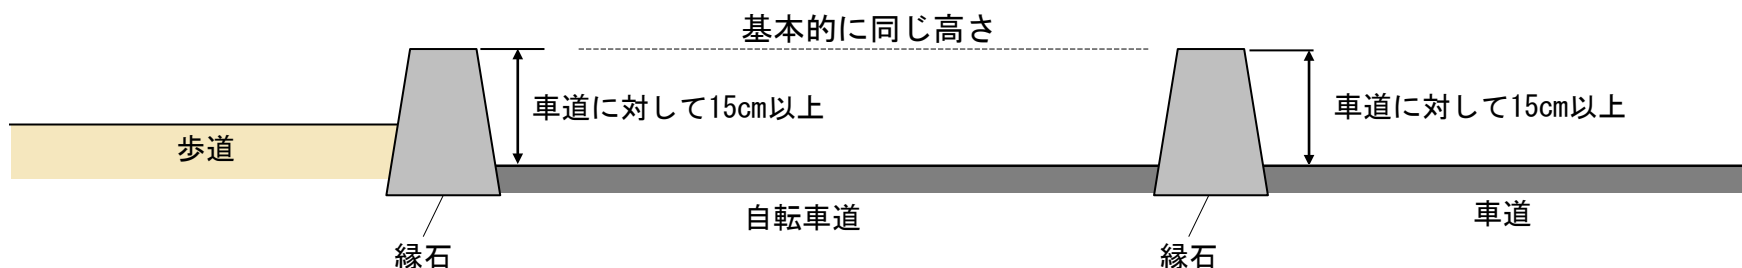 基本的に同じ高さ
車道に対して15cm以上
車道に対して15cm以上
歩道
自転車道
車道
縁石
縁石